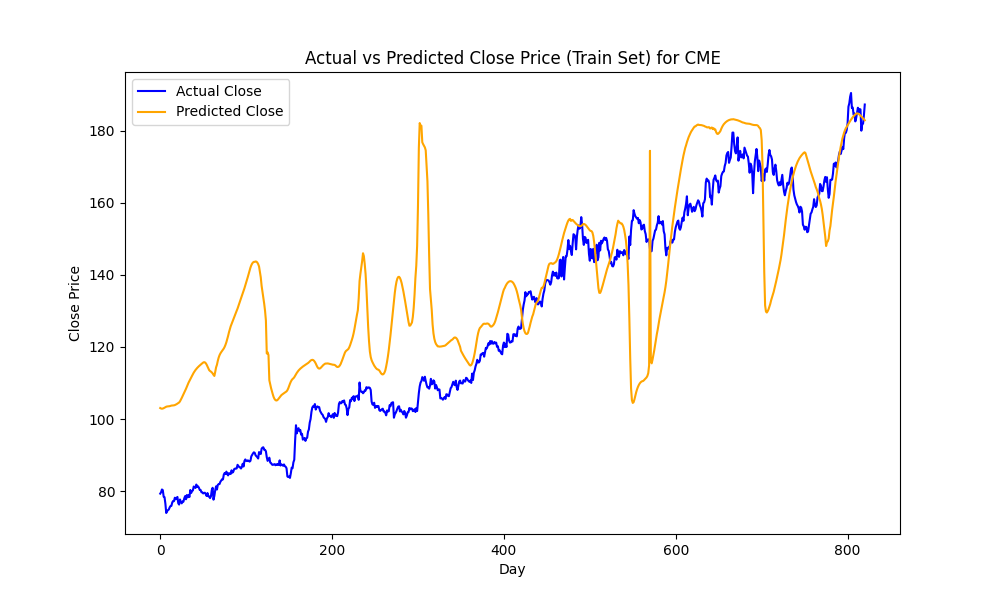 Actual vs Predicted Close Price (Train Set) for CME
Actual Close
Predicted Close
Close Price
180
160
140
120
100
80
0 200 400 600 800
Day